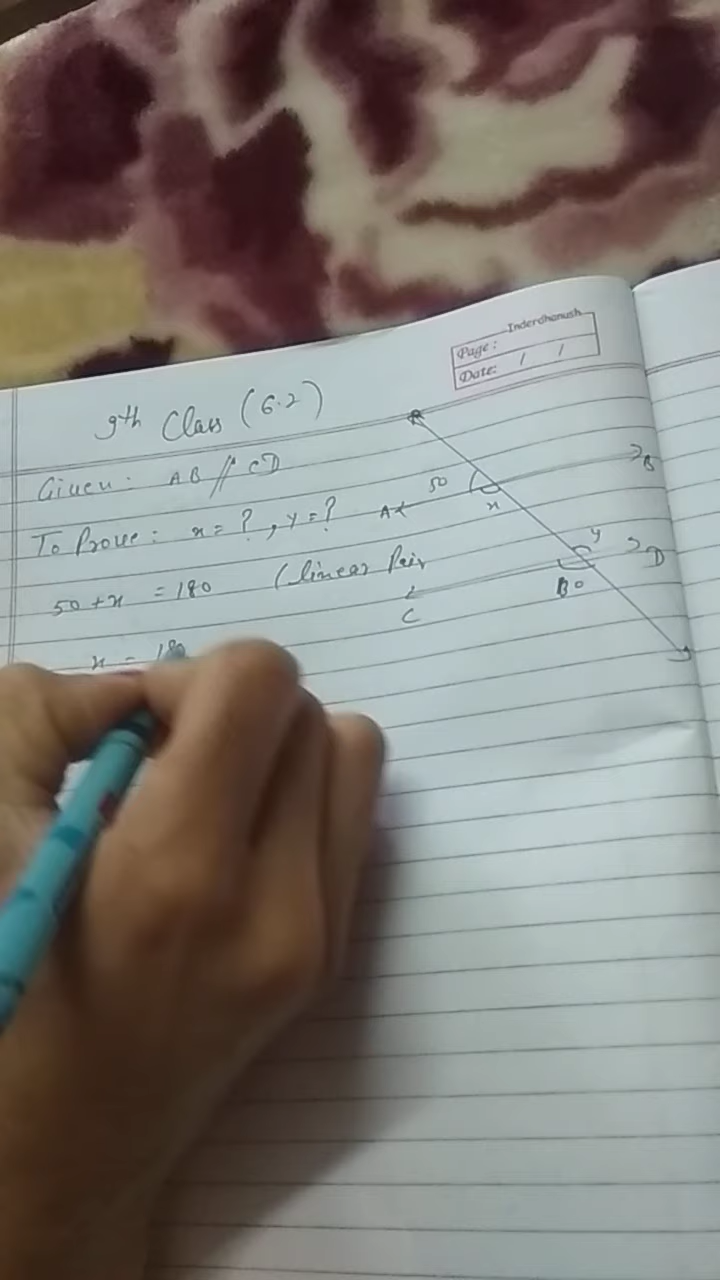 Inderdhanush
Page :
Date: / /
9th Class (6.2)
Given: AB // CD
To Prove: x = ? , y = ?
50 + x = 180 (linear Pair
x = 180
50
A
B
x
y
C
D
130